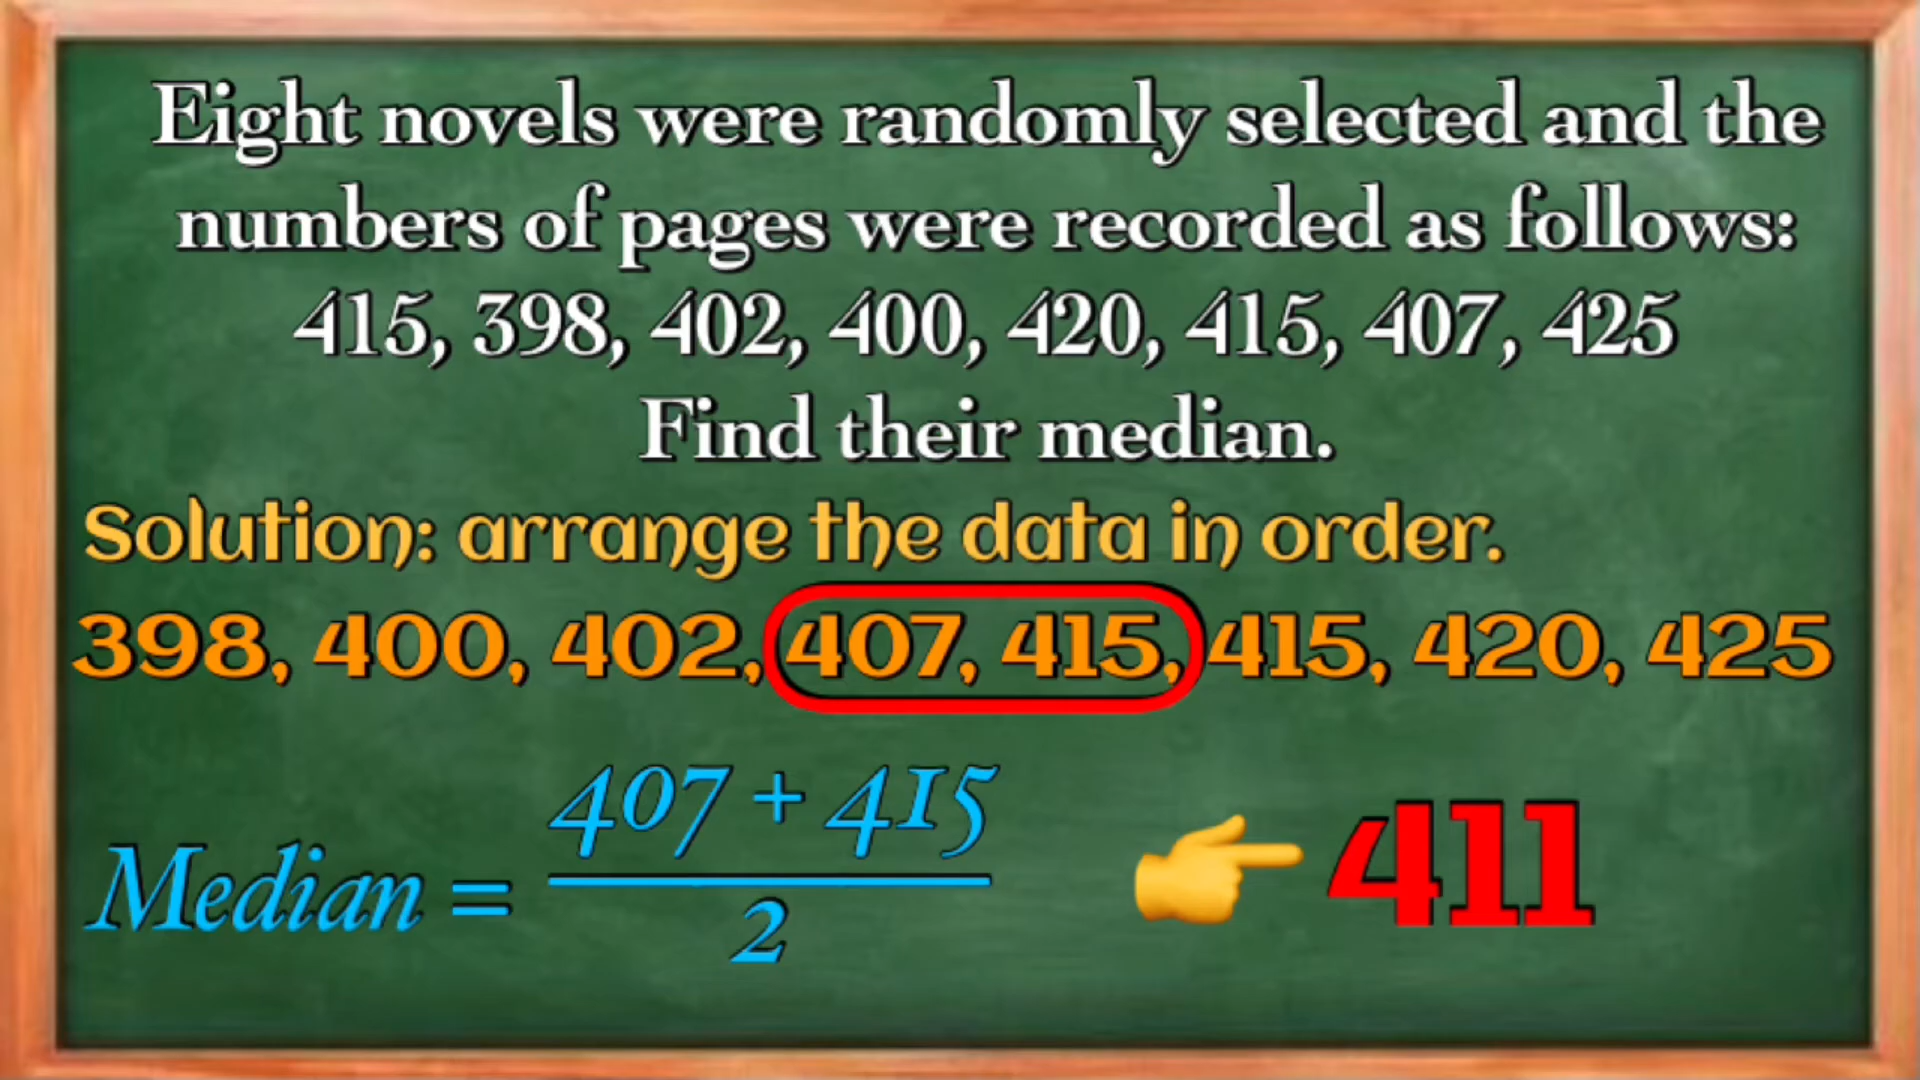 Eight novels were randomly selected and the
numbers of pages were recorded as follows:
415, 398, 402, 400, 420, 415, 407, 425
Find their median.
Solution: arrange the data in order.
398, 400, 402, 407, 415, 415, 420, 425
Median = 407 + 415
2
411